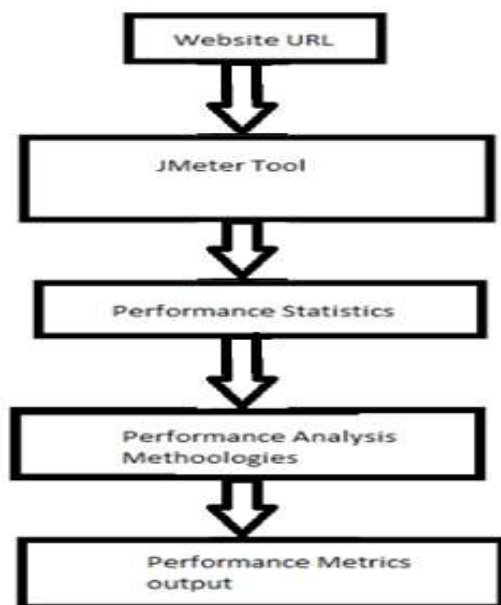 Website URL
JMeter Tool
Performance Statistics
Performance Analysis
Methoologies
Performance Metrics
output